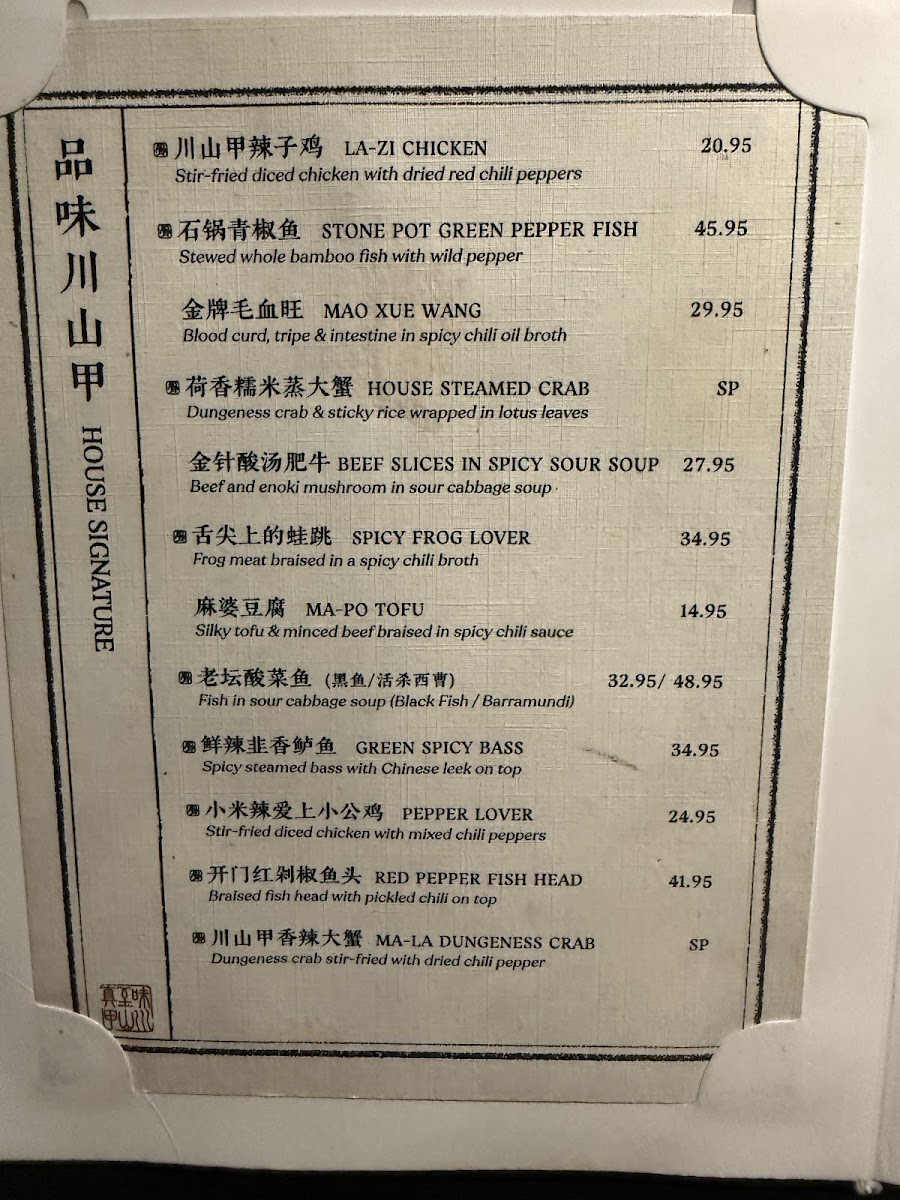 品味川山甲 HOUSE SIGNATURE
川山甲辣子鸡 LA-ZI CHICKEN 20.95
Stir-fried diced chicken with dried red chili peppers
石锅青椒鱼 STONE POT GREEN PEPPER FISH 45.95
Stewed whole bamboo fish with wild pepper
金牌毛血旺 MAO XUE WANG 29.95
Blood curd, tripe & intestine in spicy chili oil broth
荷香糯米蒸大蟹 HOUSE STEAMED CRAB SP
Dungeness crab & sticky rice wrapped in lotus leaves
金针酸汤肥牛 BEEF SLICES IN SPICY SOUR SOUP 27.95
Beef and enoki mushroom in sour cabbage soup
舌尖上的蛙跳 SPICY FROG LOVER 34.95
Frog meat braised in a spicy chili broth
麻婆豆腐 MA-PO TOFU 14.95
Silky tofu & minced beef braised in spicy chili sauce
老坛酸菜鱼 (黑鱼/活杀西曹) 32.95/ 48.95
Fish in sour cabbage soup (Black Fish / Barramundi)
鲜辣韭香鲈鱼 GREEN SPICY BASS 34.95
Spicy steamed bass with Chinese leek on top
小米辣爱上小公鸡 PEPPER LOVER 24.95
Stir-fried diced chicken with mixed chili peppers
开门红剁椒鱼头 RED PEPPER FISH HEAD 41.95
Braised fish head with pickled chili on top
川山甲香辣大蟹 MA-LA DUNGENESS CRAB SP
Dungeness crab stir-fried with dried chili pepper